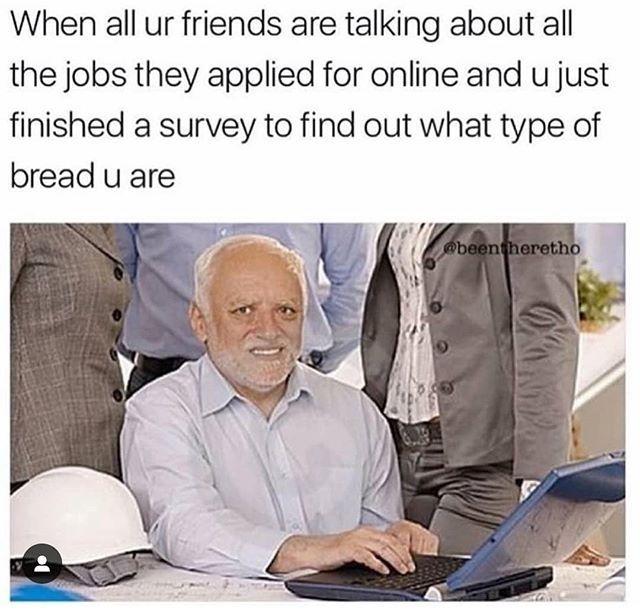 When all ur friends are talking about all
the jobs they applied for online and u just
finished a survey to find out what type of
bread u are
@beentheretho